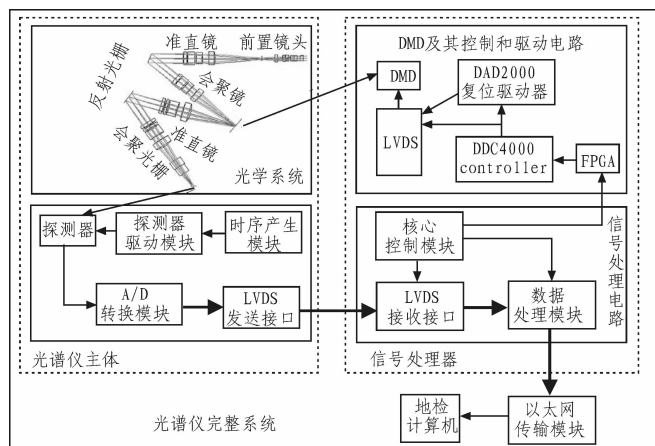 准直镜
前置镜头
反射光栅
会聚镜
准直镜
会聚光栅
光学系统
DMD及其控制和驱动电路
DMD
DAD2000
复位驱动器
LVDS
DDC4000
controller
FPGA
探测器
探测器
驱动模块
时序产生
模块
A/D
转换模块
LVDS
发送接口
光谱仪主体
核心
控制模块
LVDS
接收接口
数据
处理模块
信号处理电路
信号处理器
光谱仪完整系统
地检
计算机
以太网
传输模块